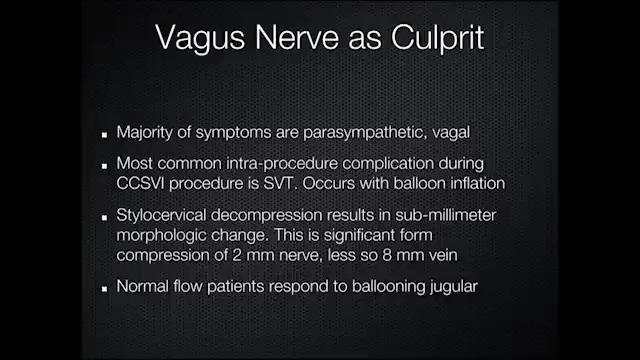 Vagus Nerve as Culprit
▪ Majority of symptoms are parasympathetic, vagal
▪ Most common intra-procedure complication during
CCSVI procedure is SVT. Occurs with balloon inflation
▪ Stylocervical decompression results in sub-millimeter
morphologic change. This is significant form
compression of 2 mm nerve, less so 8 mm vein
▪ Normal flow patients respond to ballooning jugular